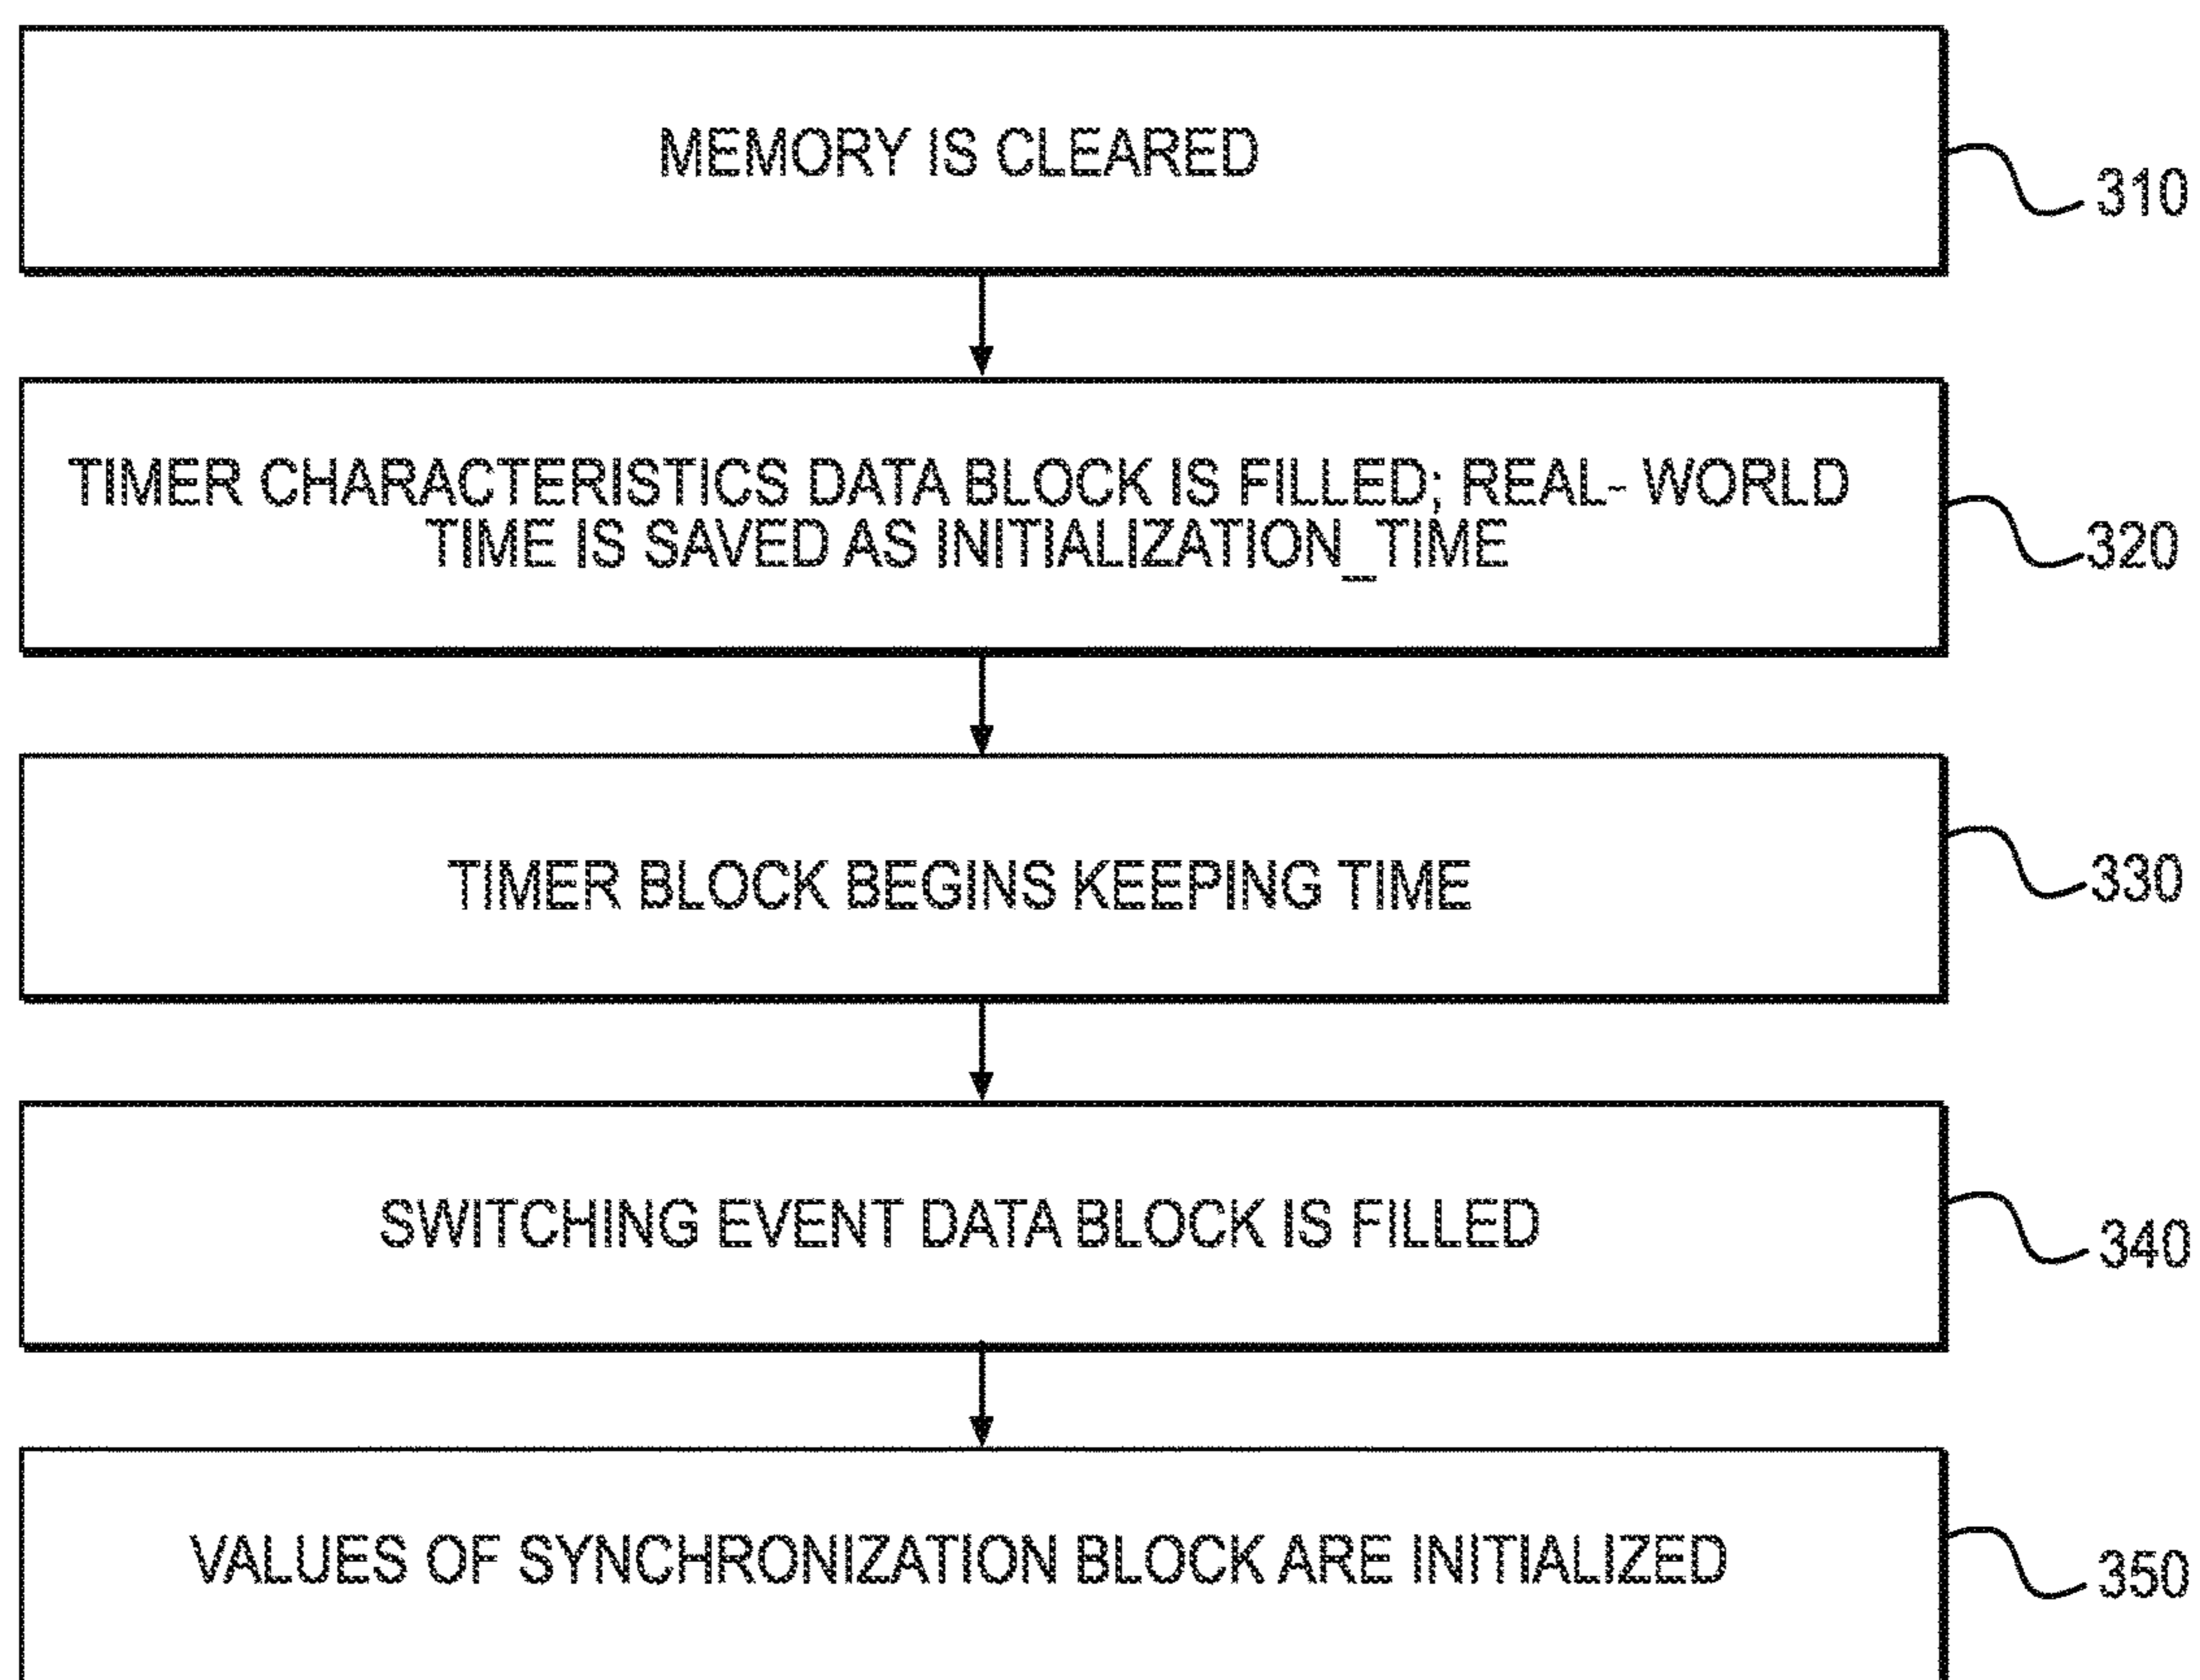 MEMORY IS CLEARED
310
TIMER CHARACTERISTICS DATA BLOCK IS FILLED; REAL- WORLD
TIME IS SAVED AS INITIALIZATION_TIME
320
TIMER BLOCK BEGINS KEEPING TIME
330
SWITCHING EVENT DATA BLOCK IS FILLED
340
VALUES OF SYNCHRONIZATION BLOCK ARE INITIALIZED
350